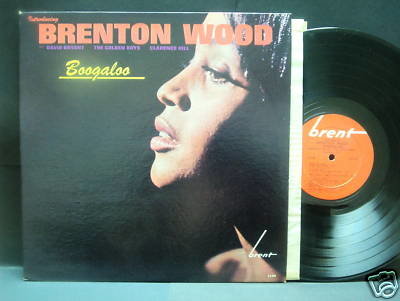 Introducing
BRENTON WOOD
DAVID BRYANT THE GOLDEN BOYS CLARENCE HILL
Boogaloo
brent
brent